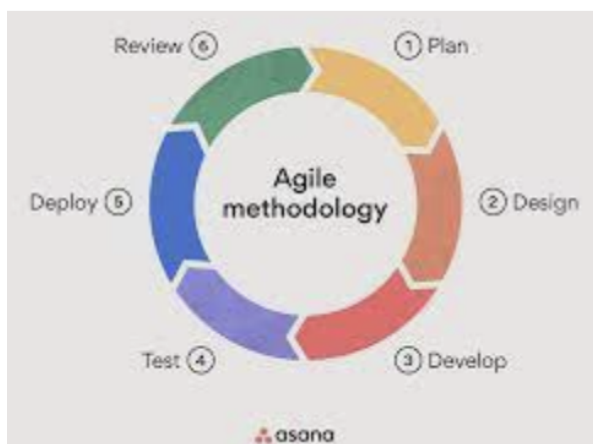 Review 6
1 Plan
Agile
methodology
Deploy 5
2 Design
Test 4
3 Develop
asana